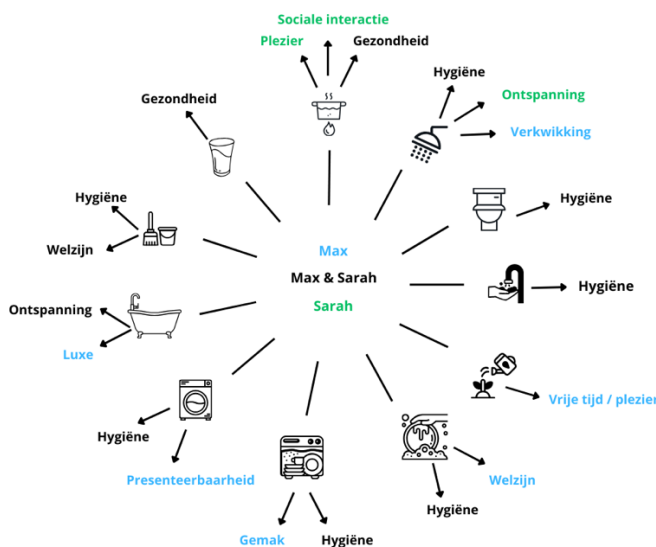 Sociale interactie
Plezier
Gezondheid
Hygiëne
Ontspanning
Verkwikking
Hygiëne
Hygiëne
Vrije tijd / plezier
Welzijn
Hygiëne
Hygiëne
Gemak
Presenteerbaarheid
Hygiëne
Luxe
Ontspanning
Welzijn
Hygiëne
Gezondheid
Max
Max & Sarah
Sarah